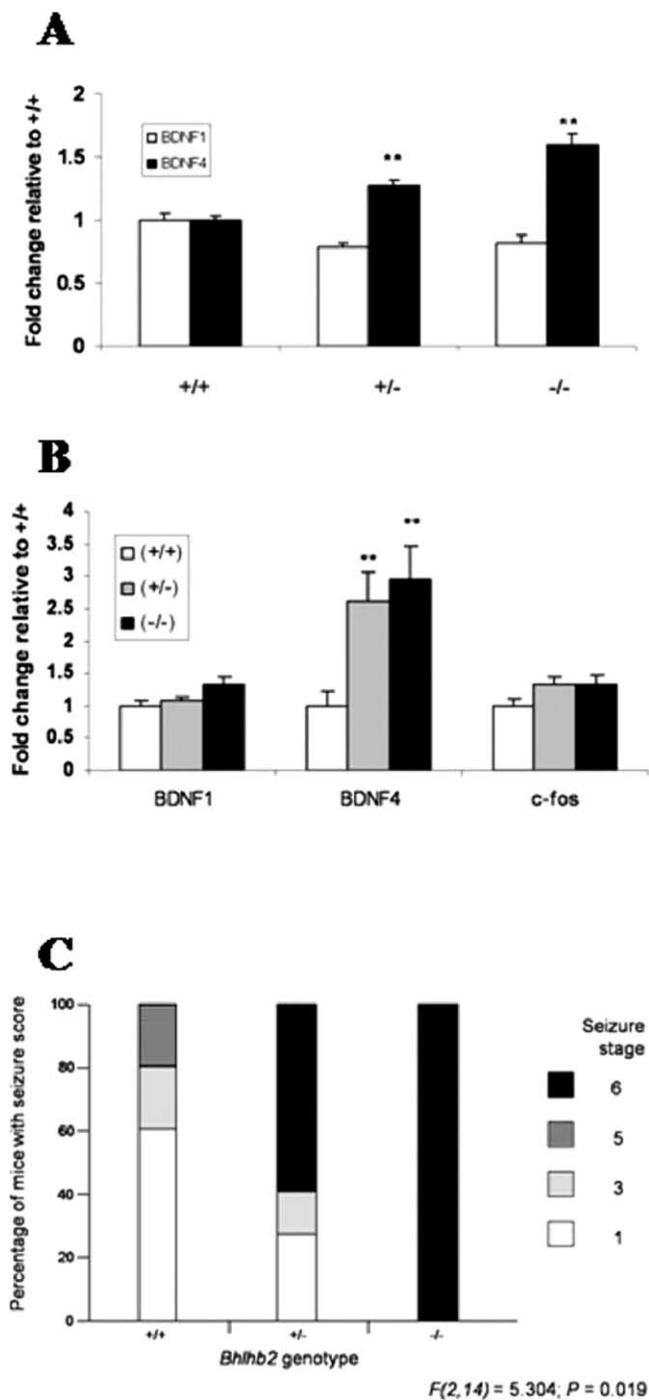 A
Fold change relative to +/+
2
1.5
1
0.5
0
BDNF1
BDNF4
**
**
+/+ +/- -/-
B
Fold change relative to +/+
4
3.5
3
2.5
2
1.5
1
0.5
0
(+/+)
(+/-)
(-/-)
**
**
BDNF1 BDNF4 c-fos
C
Percentage of mice with seizure score
100
80
60
40
20
0
Seizure
stage
6
5
3
1
+/+ +/- -/-
Bhlhb2 genotype
F(2,14) = 5.304; P = 0.019